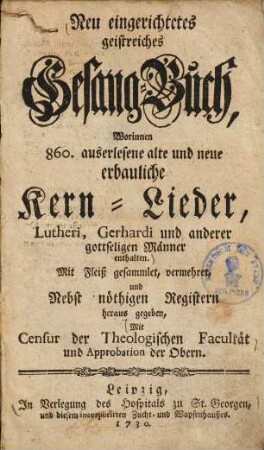 Neu eingerichtetes
geistreiches
Gesang-Buch,
Worinnen
860. auserlesene alte und neue
erbauliche
Kern-Lieder,
Lutheri, Gerhardi und anderer
gottseligen Männer
enthalten.
Mit Fleiß gesammlet, vermehret,
und
Nebst nöthigen Registern
heraus gegeben,
Mit
Censur der Theologischen Facultät
und Approbation der Obern.
Leipzig,
In Verlegung des Hospitals zu St. Georgen,
und diesem incorporirten Zucht- und Waysenhauses.
1730.